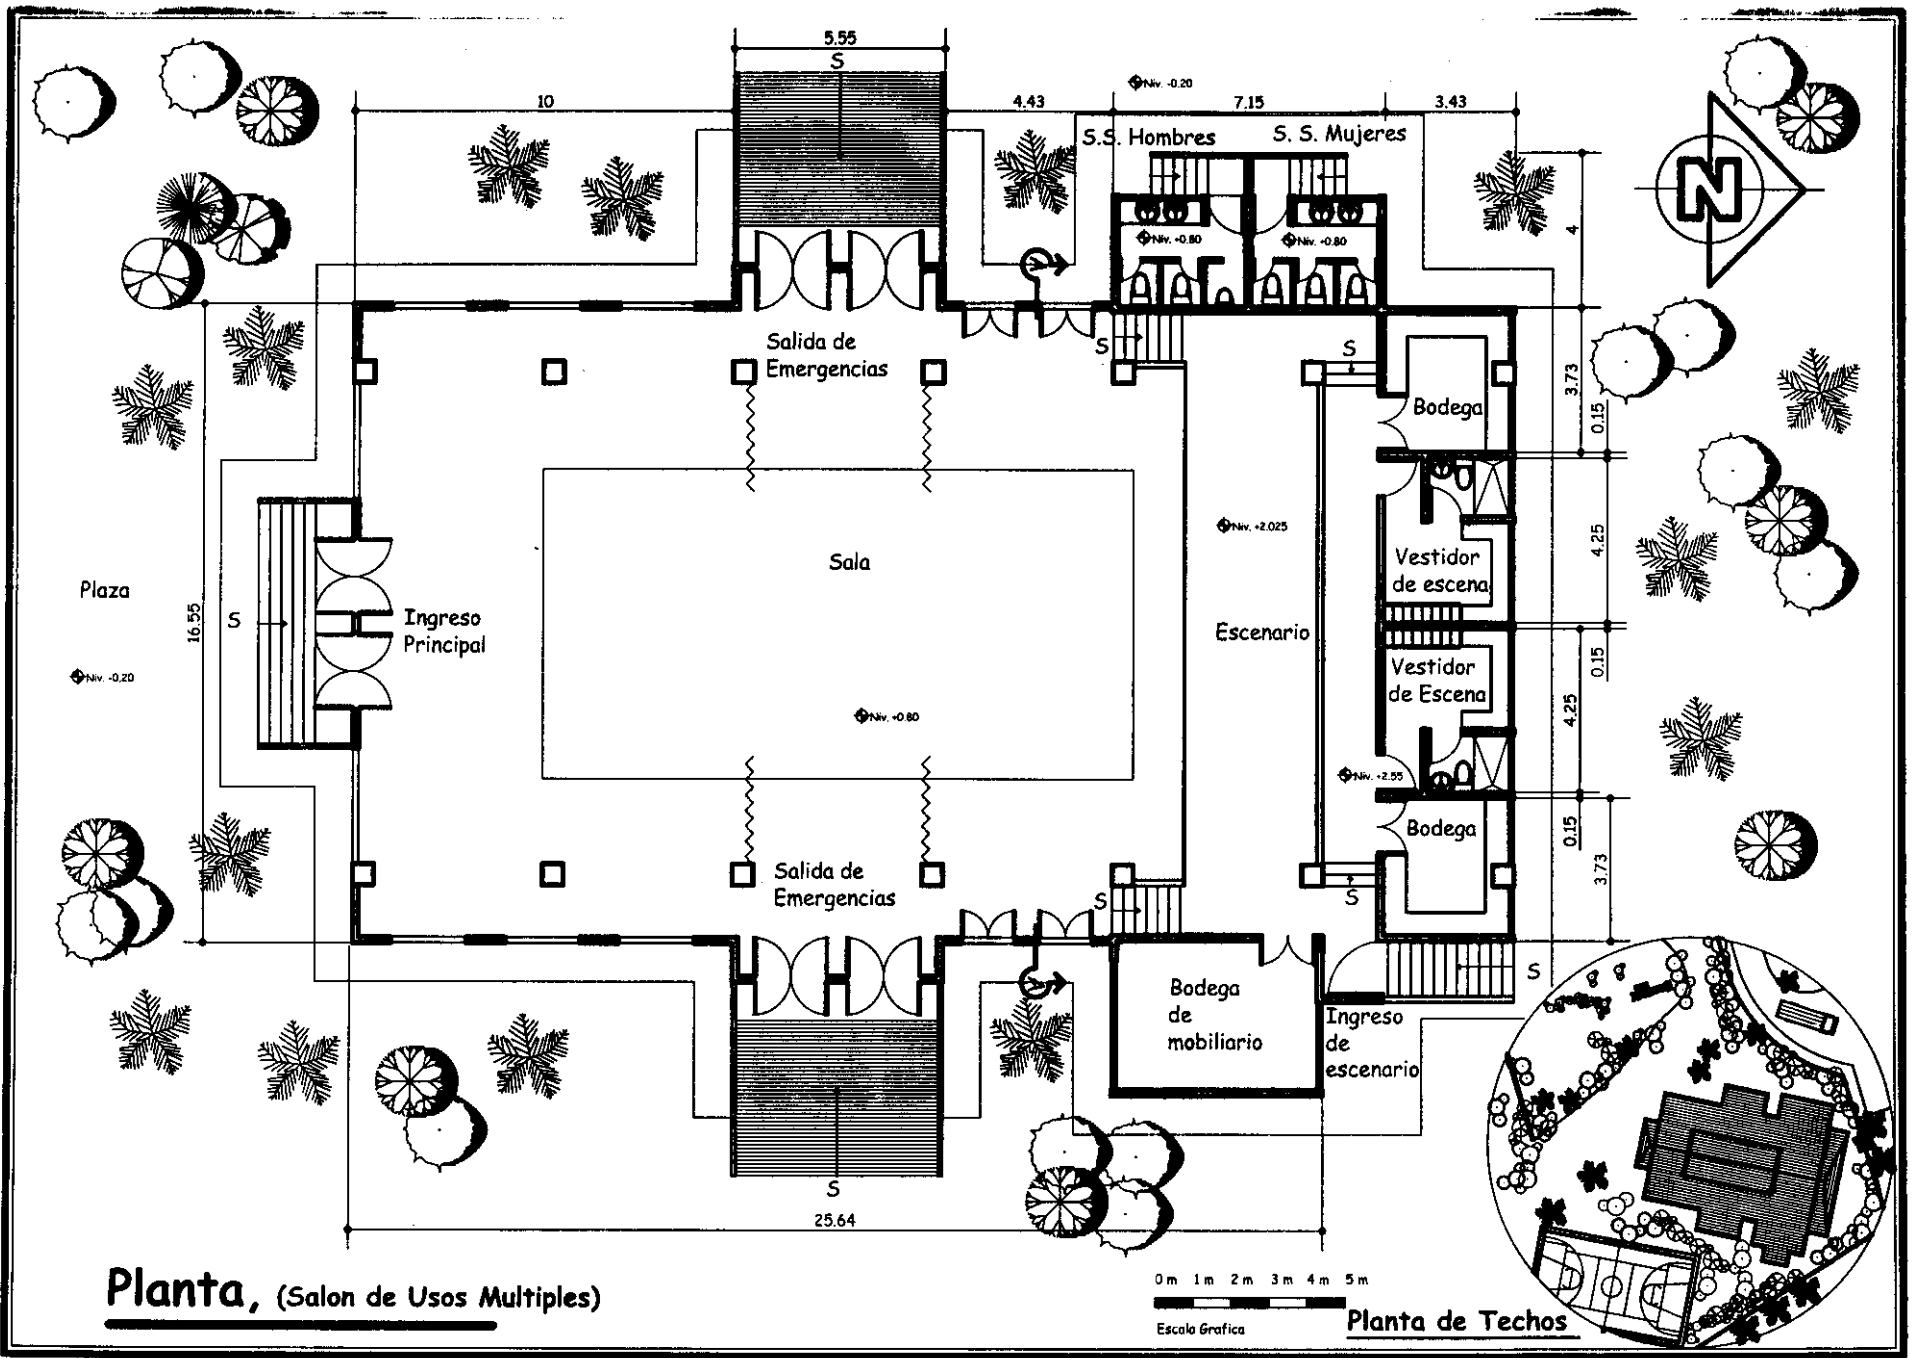 5.55
S
10
4.43
Niv. -0.20
7.15
3.43
S.S. Hombres
S. S. Mujeres
N
Niv. +0.80
Niv. +0.80
4
Salida de
Emergencias
S
S
Bodega
3.73
0.15
Niv. +2.025
Sala
Vestidor
de escena
4.25
Plaza
16.55
S
Ingreso
Principal
Escenario
Vestidor
de Escena
0.15
4.25
Niv. -0.20
Niv. +0.80
Niv. +2.55
Bodega
0.15
3.73
Salida de
Emergencias
S
S
S
Bodega
de
mobiliario
Ingreso
de
escenario
S
25.64
Planta, (Salon de Usos Multiples)
0m 1m 2m 3m 4m 5m
Escala Grafica
Planta de Techos